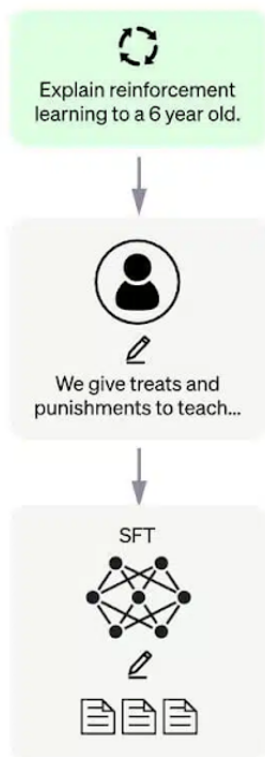 Explain reinforcement
learning to a 6 year old.
We give treats and
punishments to teach...
SFT